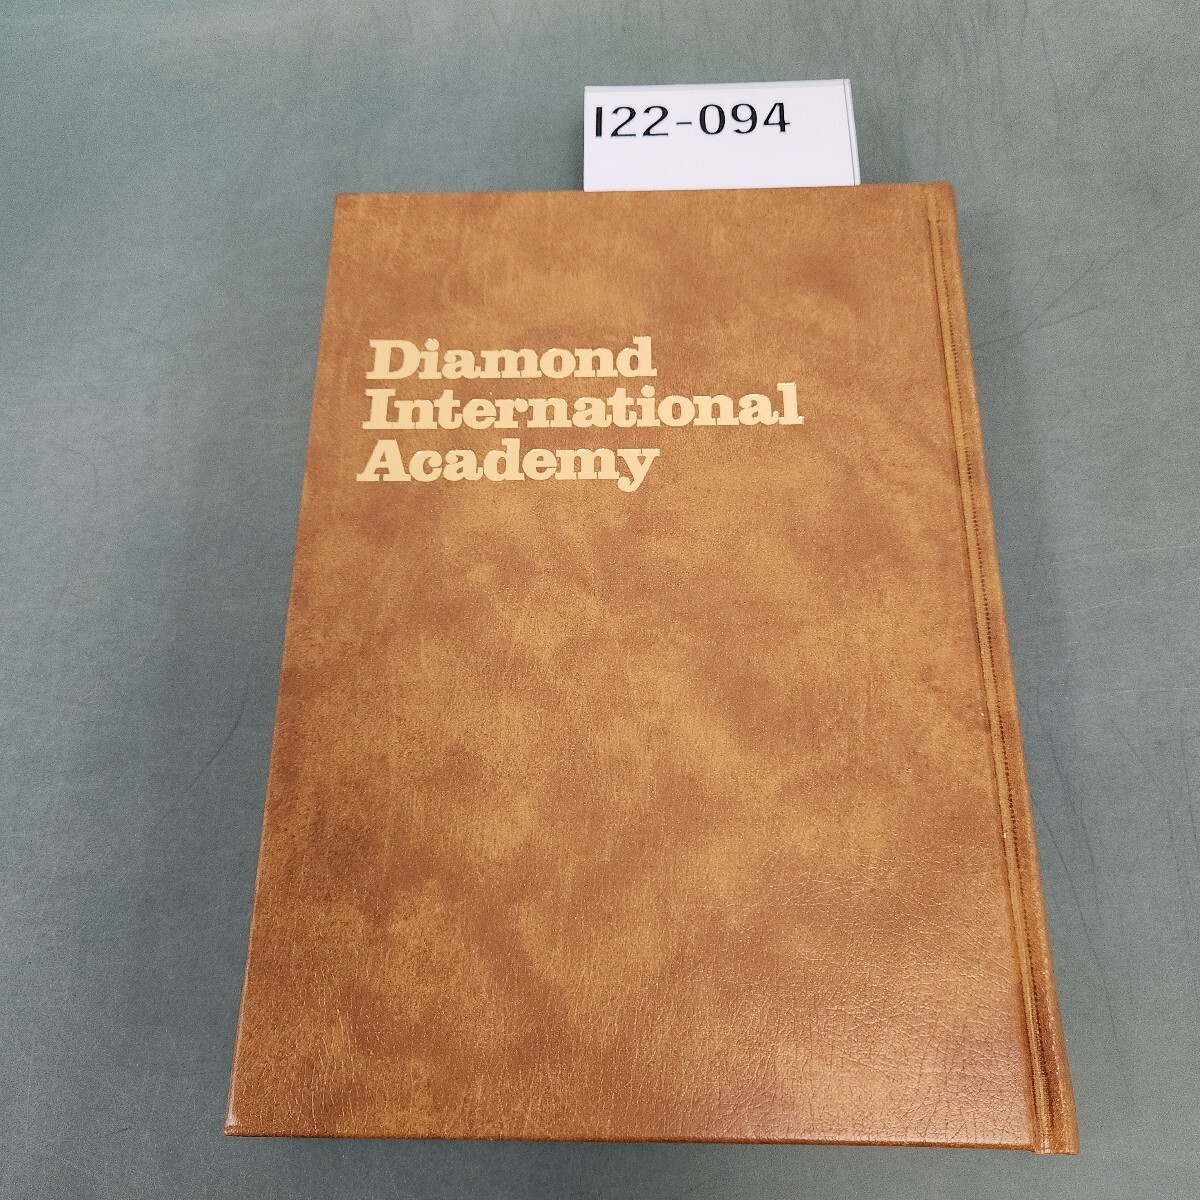 I22-094
Diamond
International
Academy